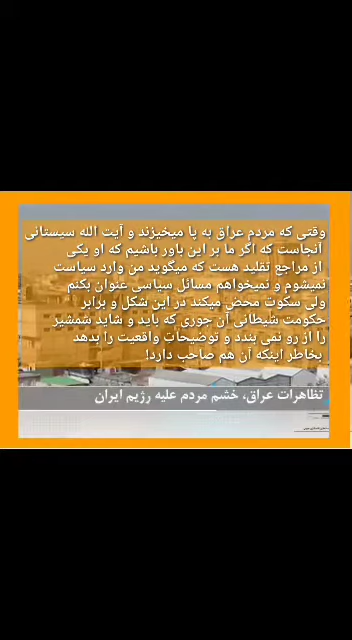 وقتی که مردم عراق به پا میخیزند و آیت الله سیستانی
آنجاست که اگر ما بر این باور باشیم که او یکی
از مراجع تقلید هست که میگوید من وارد سیاست
نمیشوم و نمیخواهم مسائل سیاسی عنوان بکنم
ولی سکوت محض میکند در این شکل و برابر
حکومت شیطانی آن جوری که باید و شاید شمشیر
را از رو نمی بندد و توضیحات واقعیت را بدهد
بخاطر اینکه آن هم صاحب دارد!
تظاهرات عراق، خشم مردم علیه رژیم ایران